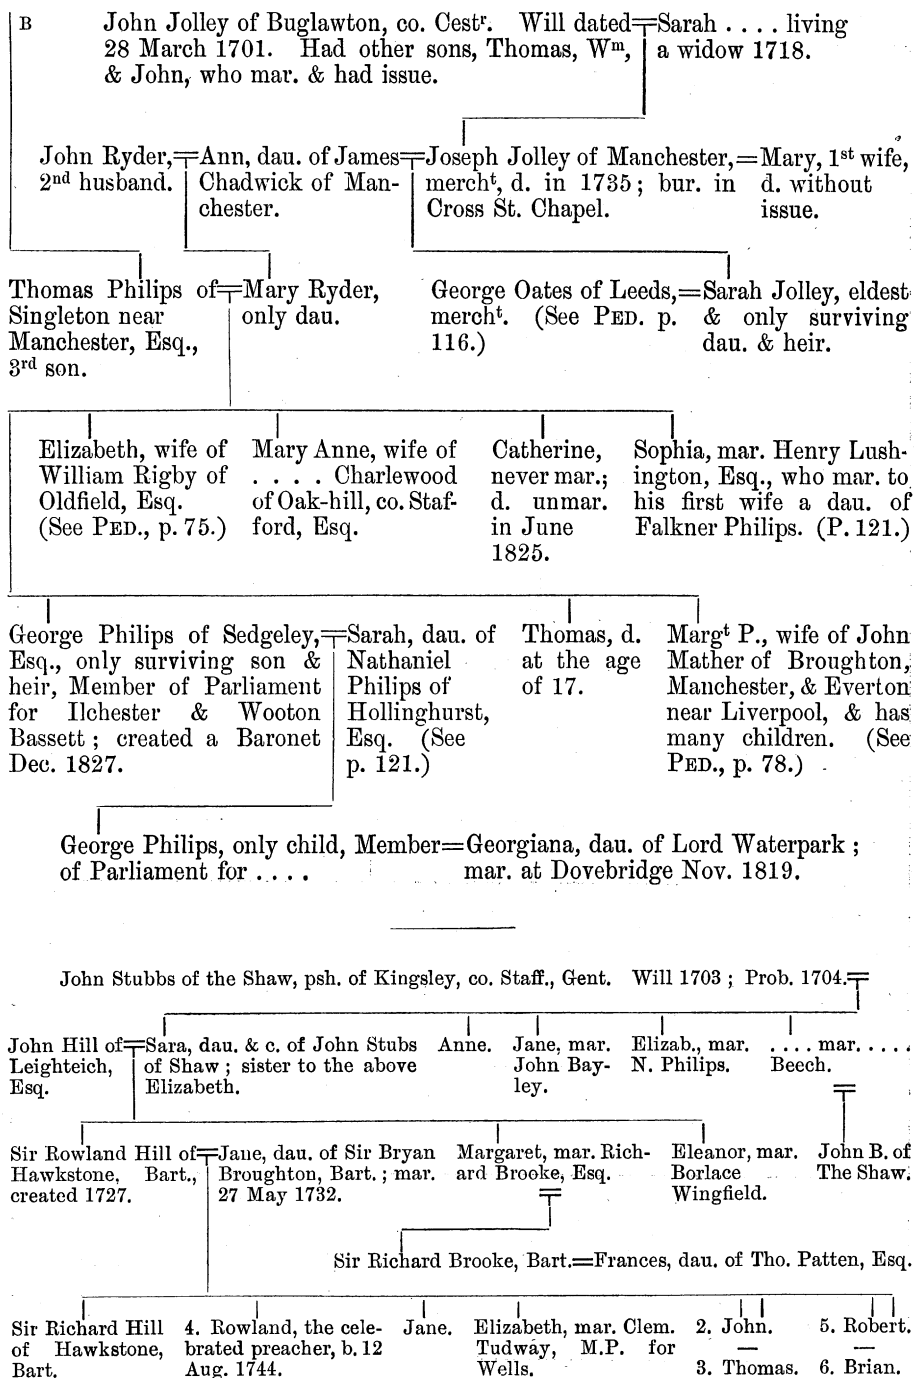 B
John Jolley of Buglawton, co. Cestʳ. Will dated
28 March 1701. Had other sons, Thomas, Wᵐ,
& John, who mar. & had issue.
Sarah . . . . living
a widow 1718.
John Ryder,
2ⁿᵈ husband.
Ann, dau. of James
Chadwick of Man-
chester.
Joseph Jolley of Manchester,
merchᵗ, d. in 1735; bur. in
Cross St. Chapel.
Mary, 1ˢᵗ wife,
d. without
issue.
Thomas Philips of
Singleton near
Manchester, Esq.,
3ʳᵈ son.
Mary Ryder,
only dau.
George Oates of Leeds,
merchᵗ. (See PED. p.
116.)
Sarah Jolley, eldest
& only surviving
dau. & heir.
Elizabeth, wife of
William Rigby of
Oldfield, Esq.
(See PED., p. 75.)
Mary Anne, wife of
. . . . Charlewood
of Oak-hill, co. Staf-
ford, Esq.
Catherine,
never mar.;
d. unmar.
in June
1825.
Sophia, mar. Henry Lush-
ington, Esq., who mar. to
his first wife a dau. of
Falkner Philips. (P. 121.)
George Philips of Sedgeley,
Esq., only surviving son &
heir, Member of Parliament
for Ilchester & Wooton
Bassett; created a Baronet
Dec. 1827.
Sarah, dau. of
Nathaniel
Philips of
Hollinghurst,
Esq. (See
p. 121.)
Thomas, d.
at the age
of 17.
Margᵗ P., wife of John
Mather of Broughton,
Manchester, & Everton
near Liverpool, & has
many children. (See
PED., p. 78.)
George Philips, only child, Member
of Parliament for . . . .
Georgiana, dau. of Lord Waterpark;
mar. at Dovebridge Nov. 1819.
John Stubbs of the Shaw, psh. of Kingsley, co. Staff., Gent. Will 1703; Prob. 1704.
John Hill of
Leighteich,
Esq.
Sara, dau. & c. of John Stubs
of Shaw; sister to the above
Elizabeth.
Anne.
Jane, mar.
John Bay-
ley.
Elizab., mar.
N. Philips.
. . . . mar. . . . .
Beech.
Sir Rowland Hill of
Hawkstone, Bart.,
created 1727.
Jane, dau. of Sir Bryan
Broughton, Bart.; mar.
27 May 1732.
Margaret, mar. Rich-
ard Brooke, Esq.
Eleanor, mar.
Borlace
Wingfield.
John B. of
The Shaw.
Sir Richard Brooke, Bart.=Frances, dau. of Tho. Patten, Esq.
Sir Richard Hill
of Hawkstone,
Bart.
4. Rowland, the cele-
brated preacher, b. 12
Aug. 1744.
Jane.
Elizabeth, mar. Clem.
Tudway, M.P. for
Wells.
2. John.
—
3. Thomas.
5. Robert.
—
6. Brian.